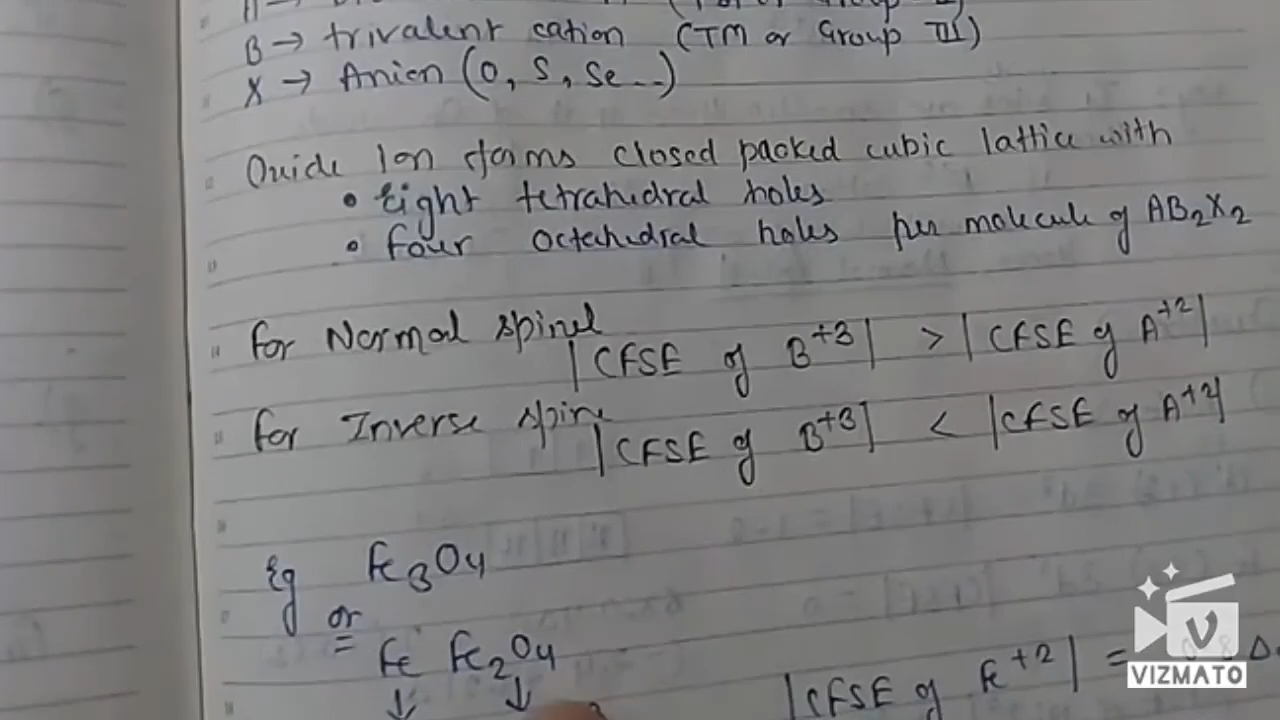 B → trivalent cation (TM or Group III)
X → Anion (O, S, Se --)
Oxide Ion forms closed packed cubic lattice with
• Eight tetrahedral holes
• Four octahedral holes per molecule of AB2X2
For Normal spinel
|CFSE of B+3| > |CFSE of A+2|
For Inverse spine
|CFSE of B+3| < |CFSE of A+2|
Eg Fe3O4
or
=
Fe Fe2O4
↓ ↓
|CFSE of Fe+2| =
V
VIZMATO